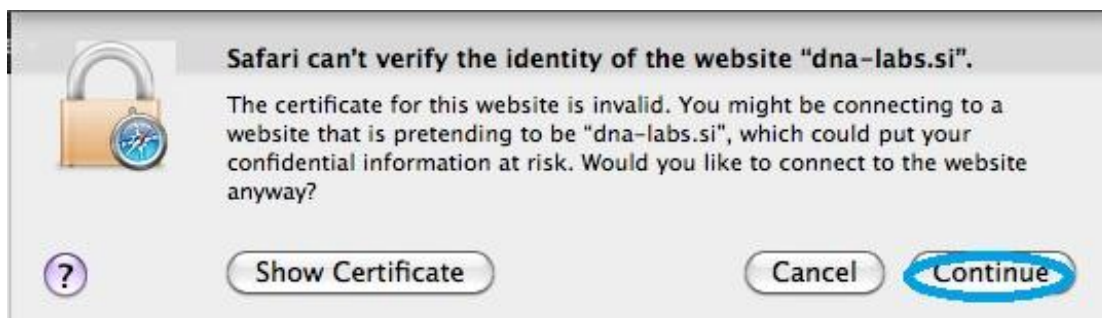 Safari can't verify the identity of the website “dna-labs.si”.
The certificate for this website is invalid. You might be connecting to a
website that is pretending to be “dna-labs.si”, which could put your
confidential information at risk. Would you like to connect to the website
anyway?
? Show Certificate Cancel Continue